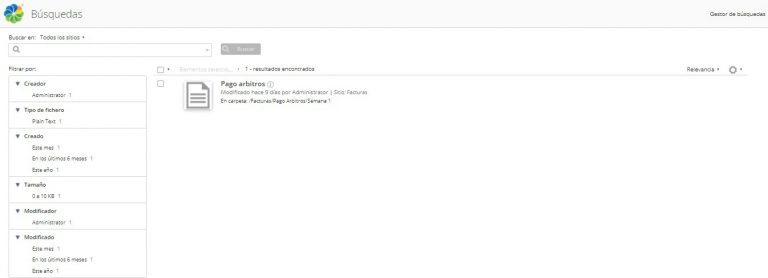 Búsquedas
Gestor de búsquedas
Buscar en: Todos los sitios
Buscar
Filtrar por:
Elementos seleccio...
1 - resultados encontrados
Relevancia
Creador
Administrator 1
Tipo de fichero
Plain Text 1
Creado
Este mes 1
En los últimos 6 meses 1
Este año 1
Tamaño
0 a 10 KB 1
Modificador
Administrator 1
Modificado
Este mes 1
En los últimos 6 meses 1
Este año 1
Pago arbitros
Modificado hace 9 días por Administrator | Sitio: Facturas
En carpeta: /Facturas/Pago Arbitros/Semana 1